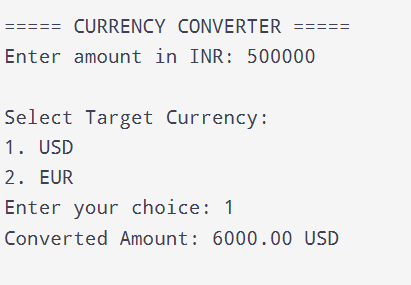 ===== CURRENCY CONVERTER =====
Enter amount in INR: 500000
Select Target Currency:
1. USD
2. EUR
Enter your choice: 1
Converted Amount: 6000.00 USD